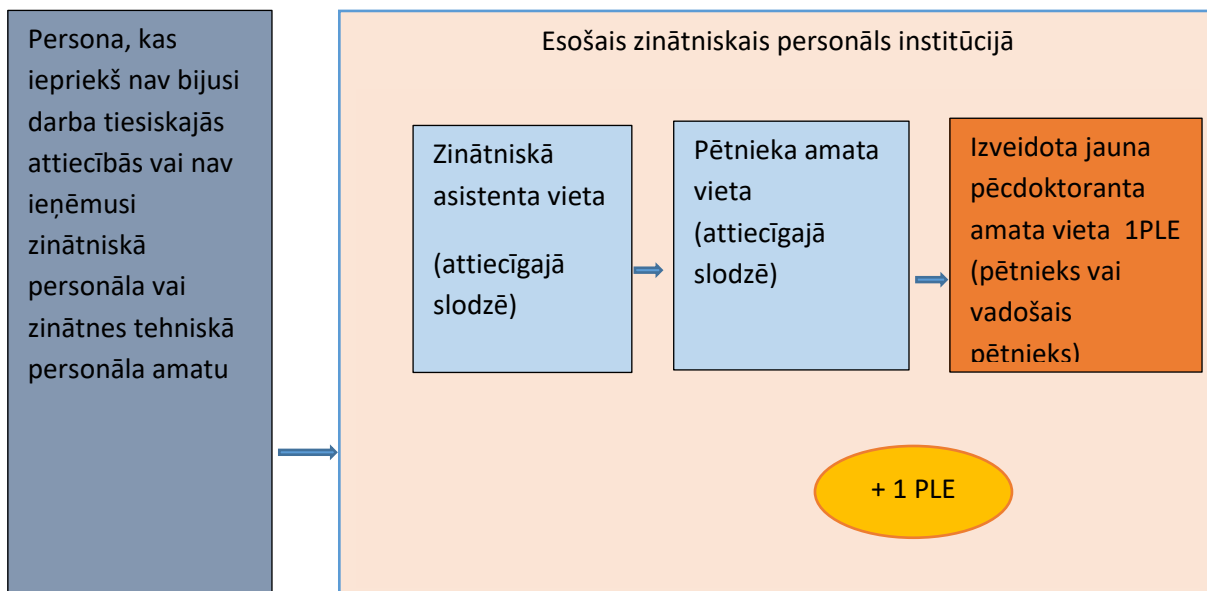 Persona, kas
iepriekš nav bijusi
darba tiesiskajās
attiecībās vai nav
ieņēmusi
zinātniskā
personāla vai
zinātnes tehniskā
personāla amatu
Esošais zinātniskais personāls institūcijā
Zinātniskā
asistenta vieta
(attiecīgajā
slodzē)
Pētnieka amata
vieta
(attiecīgajā
slodzē)
Izveidota jauna
pēcdoktoranta
amata vieta 1PLE
(pētnieks vai
vadošais
pētnieks)
+ 1 PLE